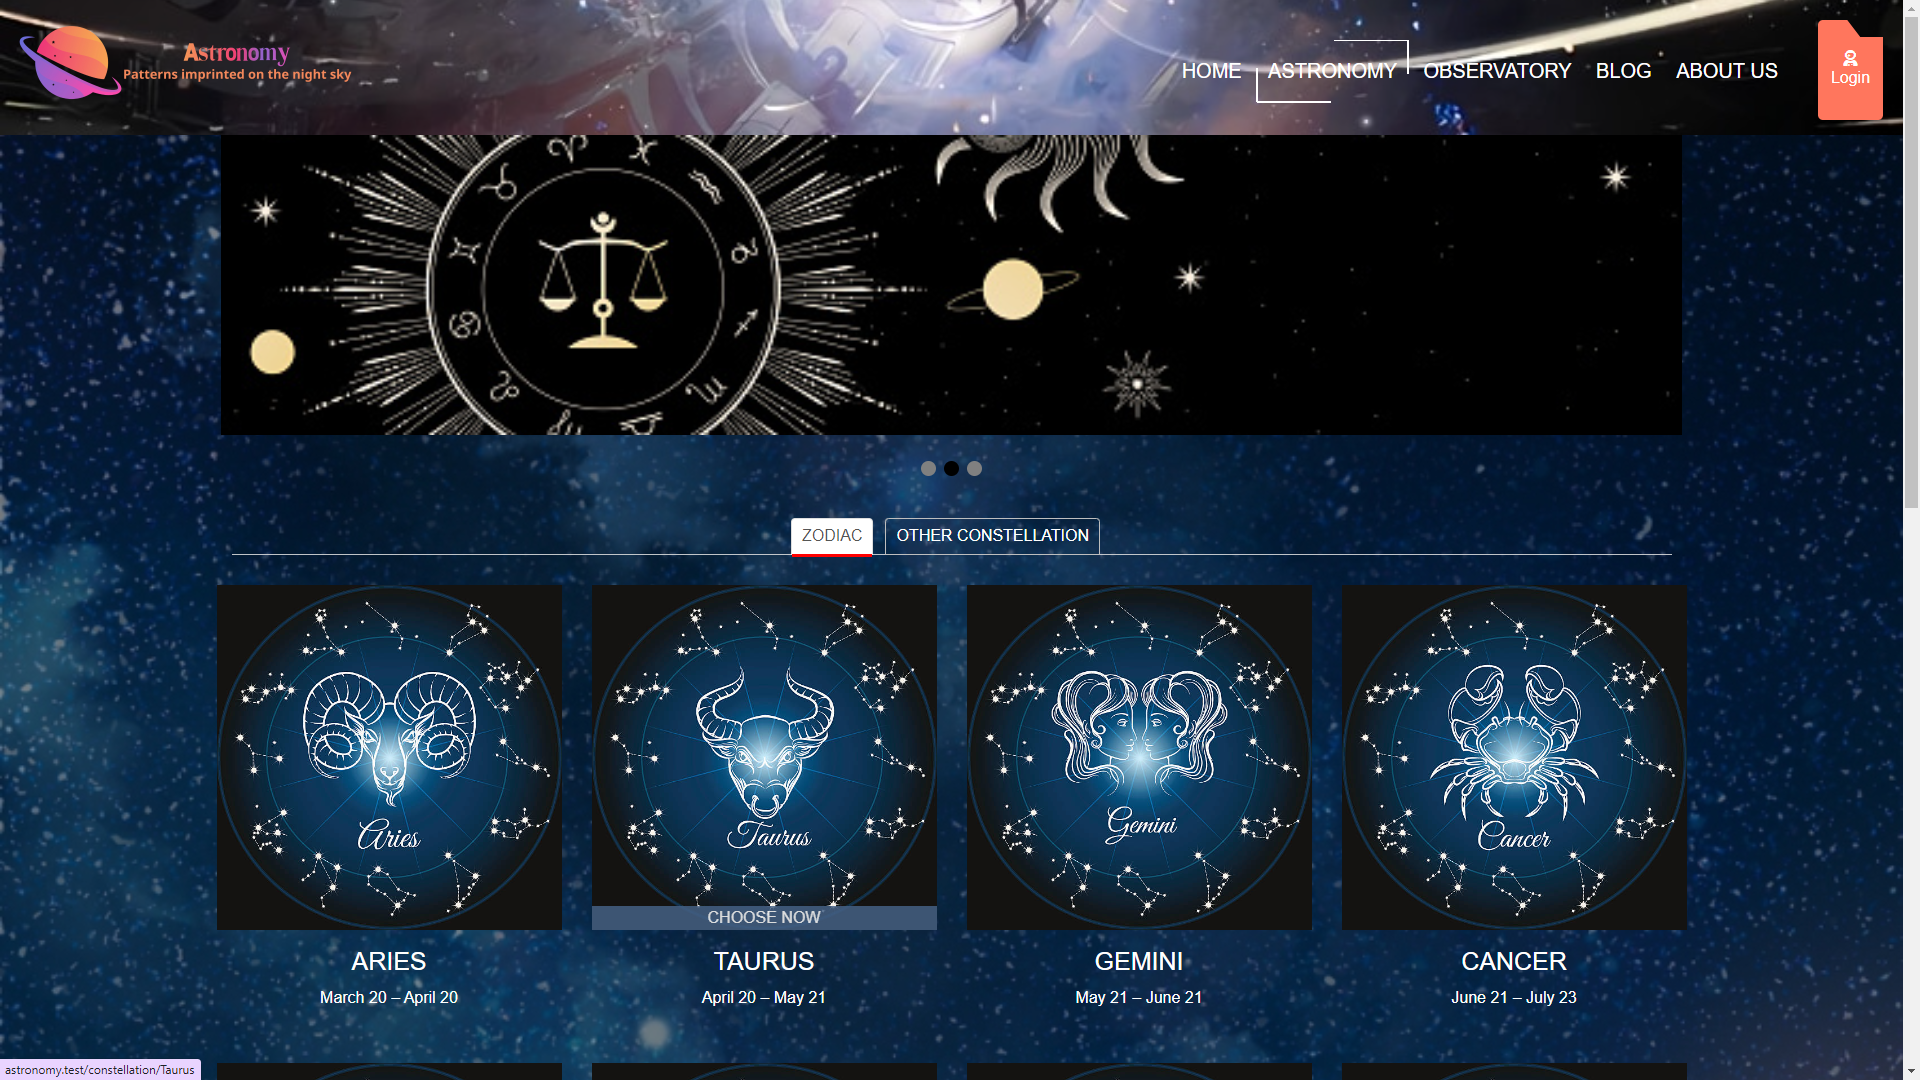 Astronomy
Patterns imprinted on the night sky
HOME ASTRONOMY OBSERVATORY BLOG ABOUT US
Login
ZODIAC OTHER CONSTELLATION
Aries Taurus Gemini Cancer
CHOOSE NOW
ARIES TAURUS GEMINI CANCER
March 20 – April 20 April 20 – May 21 May 21 – June 21 June 21 – July 23
astronomy.test/constellation/Taurus